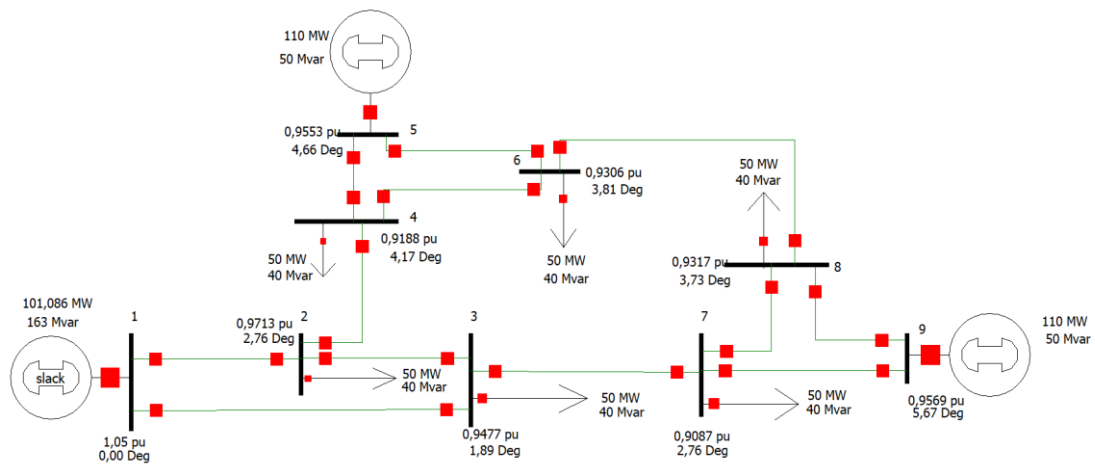 110 MW
50 Mvar
0,9553 pu
4,66 Deg
5
6
0,9306 pu
3,81 Deg
50 MW
40 Mvar
4
0,9188 pu
4,17 Deg
50 MW
40 Mvar
50 MW
40 Mvar
0,9317 pu
3,73 Deg
8
101,086 MW
163 Mvar
slack
1
1,05 pu
0,00 Deg
2
0,9713 pu
2,76 Deg
50 MW
40 Mvar
3
0,9477 pu
1,89 Deg
50 MW
40 Mvar
7
0,9087 pu
2,76 Deg
50 MW
40 Mvar
9
0,9569 pu
5,67 Deg
110 MW
50 Mvar